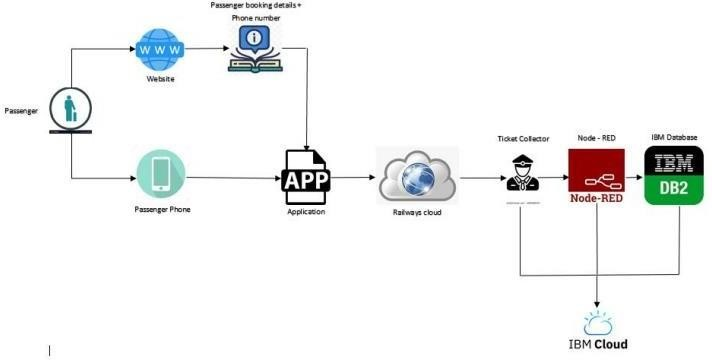 Passenger booking details +
Phone number
WWW
Website
Passenger
Passenger Phone
APP
Application
Railways cloud
Ticket Collector
Node - RED
Node-RED
IBM Database
IBM
DB2
IBM Cloud